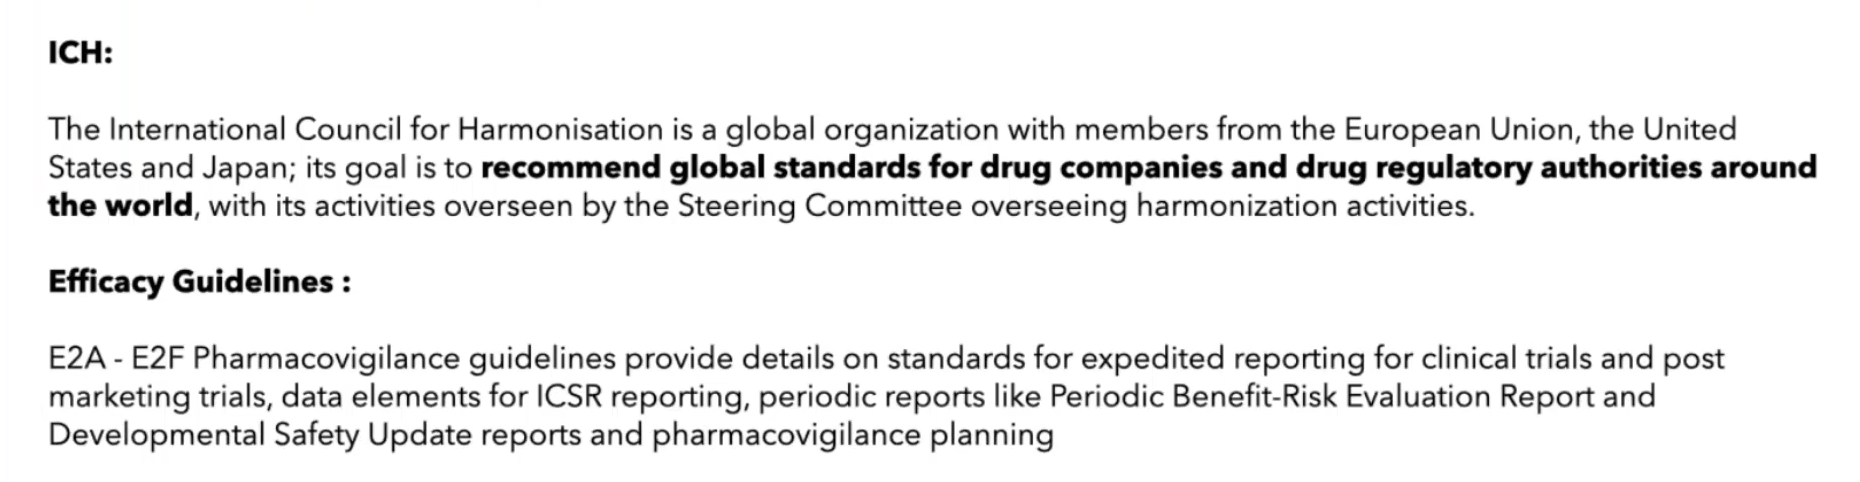 ICH:
The International Council for Harmonisation is a global organization with members from the European Union, the United
States and Japan; its goal is to recommend global standards for drug companies and drug regulatory authorities around
the world, with its activities overseen by the Steering Committee overseeing harmonization activities.
Efficacy Guidelines :
E2A - E2F Pharmacovigilance guidelines provide details on standards for expedited reporting for clinical trials and post
marketing trials, data elements for ICSR reporting, periodic reports like Periodic Benefit-Risk Evaluation Report and
Developmental Safety Update reports and pharmacovigilance planning